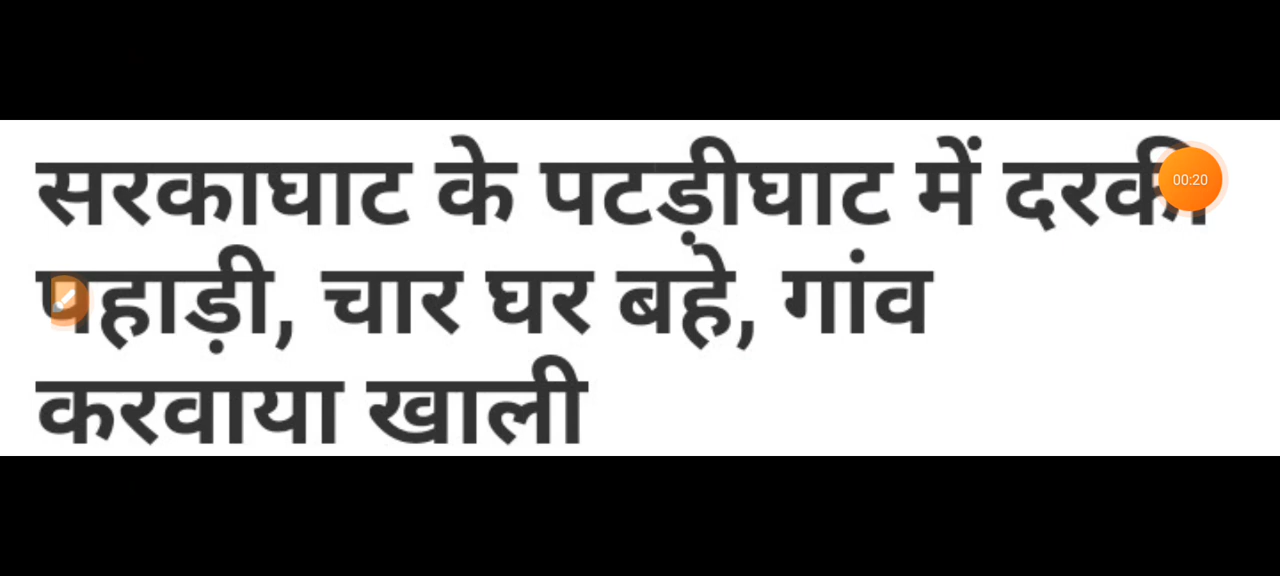 सरकाघाट के पटड़ीघाट में दरकी
पहाड़ी, चार घर बहे, गांव
करवाया खाली
00:20